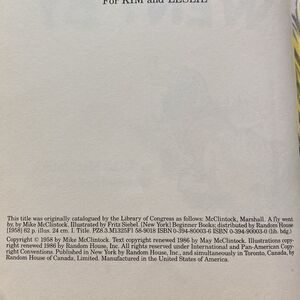 For KIM and LESLIE
This title was originally catalogued by the Library of Congress as follows: McClintock, Marshall. A fly went
by, by Mike McClintock. Illustrated by Fritz Siebel. [New York] Beginner Books; distributed by Random House
[1958] 62 p. illus. 24 cm. I. Title. PZ8.3.M1325Fl 58-9018 ISBN 0-394-80003-6 ISBN 0-394-90003-0 (lib. bdg.)
Copyright © 1958 by Mike McClintock. Text copyright renewed 1986 by May McClintock. Illustrations copy-
right renewed 1986 by Random House, Inc. All rights reserved under International and Pan-American Copy-
right Conventions. Published in New York by Random House, Inc., and simultaneously in Toronto, Canada, by
Random House of Canada, Limited. Manufactured in the United States of America.